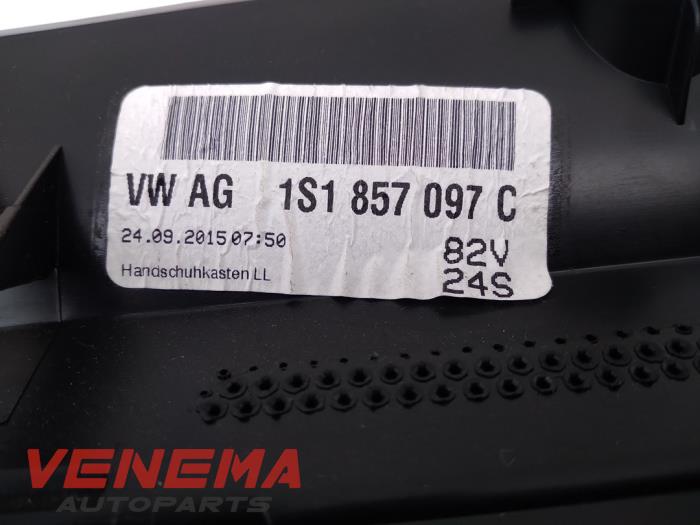 VW AG 1S1 857 097 C
24.09.2015 07:50 82V
Handschuhkasten LL 24S
VENEMA
AUTOPARTS